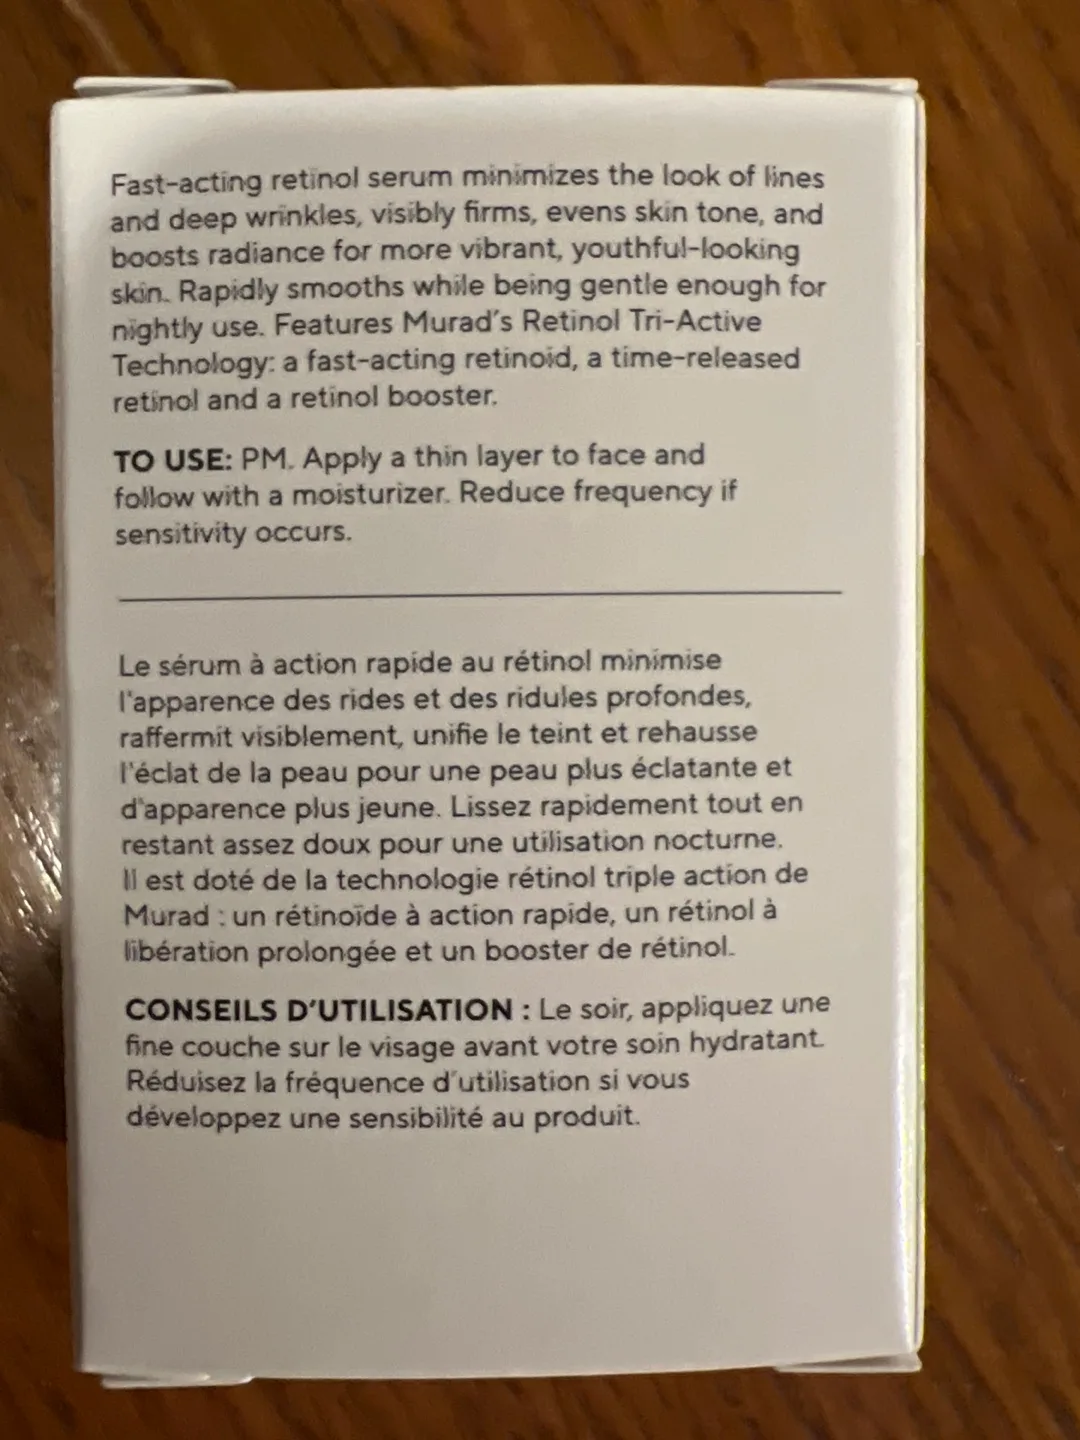 Fast-acting retinol serum minimizes the look of lines
and deep wrinkles, visibly firms, evens skin tone, and
boosts radiance for more vibrant, youthful-looking
skin. Rapidly smooths while being gentle enough for
nightly use. Features Murad's Retinol Tri-Active
Technology: a fast-acting retinoid, a time-released
retinol and a retinol booster.
TO USE: PM. Apply a thin layer to face and
follow with a moisturizer. Reduce frequency if
sensitivity occurs.
Le sérum à action rapide au rétinol minimise
l'apparence des rides et des ridules profondes,
raffermit visiblement, unifie le teint et rehausse
l'éclat de la peau pour une peau plus éclatante et
d'apparence plus jeune. Lissez rapidement tout en
restant assez doux pour une utilisation nocturne.
Il est doté de la technologie rétinol triple action de
Murad : un rétinoïde à action rapide, un rétinol à
libération prolongée et un booster de rétinol.
CONSEILS D'UTILISATION : Le soir, appliquez une
fine couche sur le visage avant votre soin hydratant.
Réduisez la fréquence d'utilisation si vous
développez une sensibilité au produit.